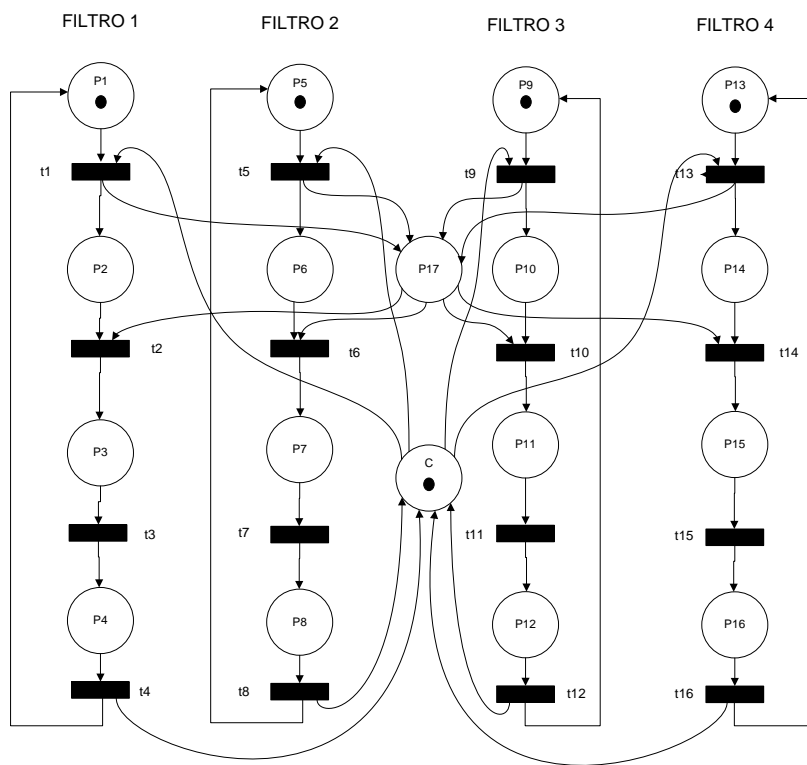 FILTRO 1 FILTRO 2 FILTRO 3 FILTRO 4
P1 P5 P9 P13
t1 t5 t9 t13
P2 P6 P17 P10 P14
t2 t6 t10 t14
P3 P7 C P11 P15
t3 t7 t11 t15
P4 P8 P12 P16
t4 t8 t12 t16